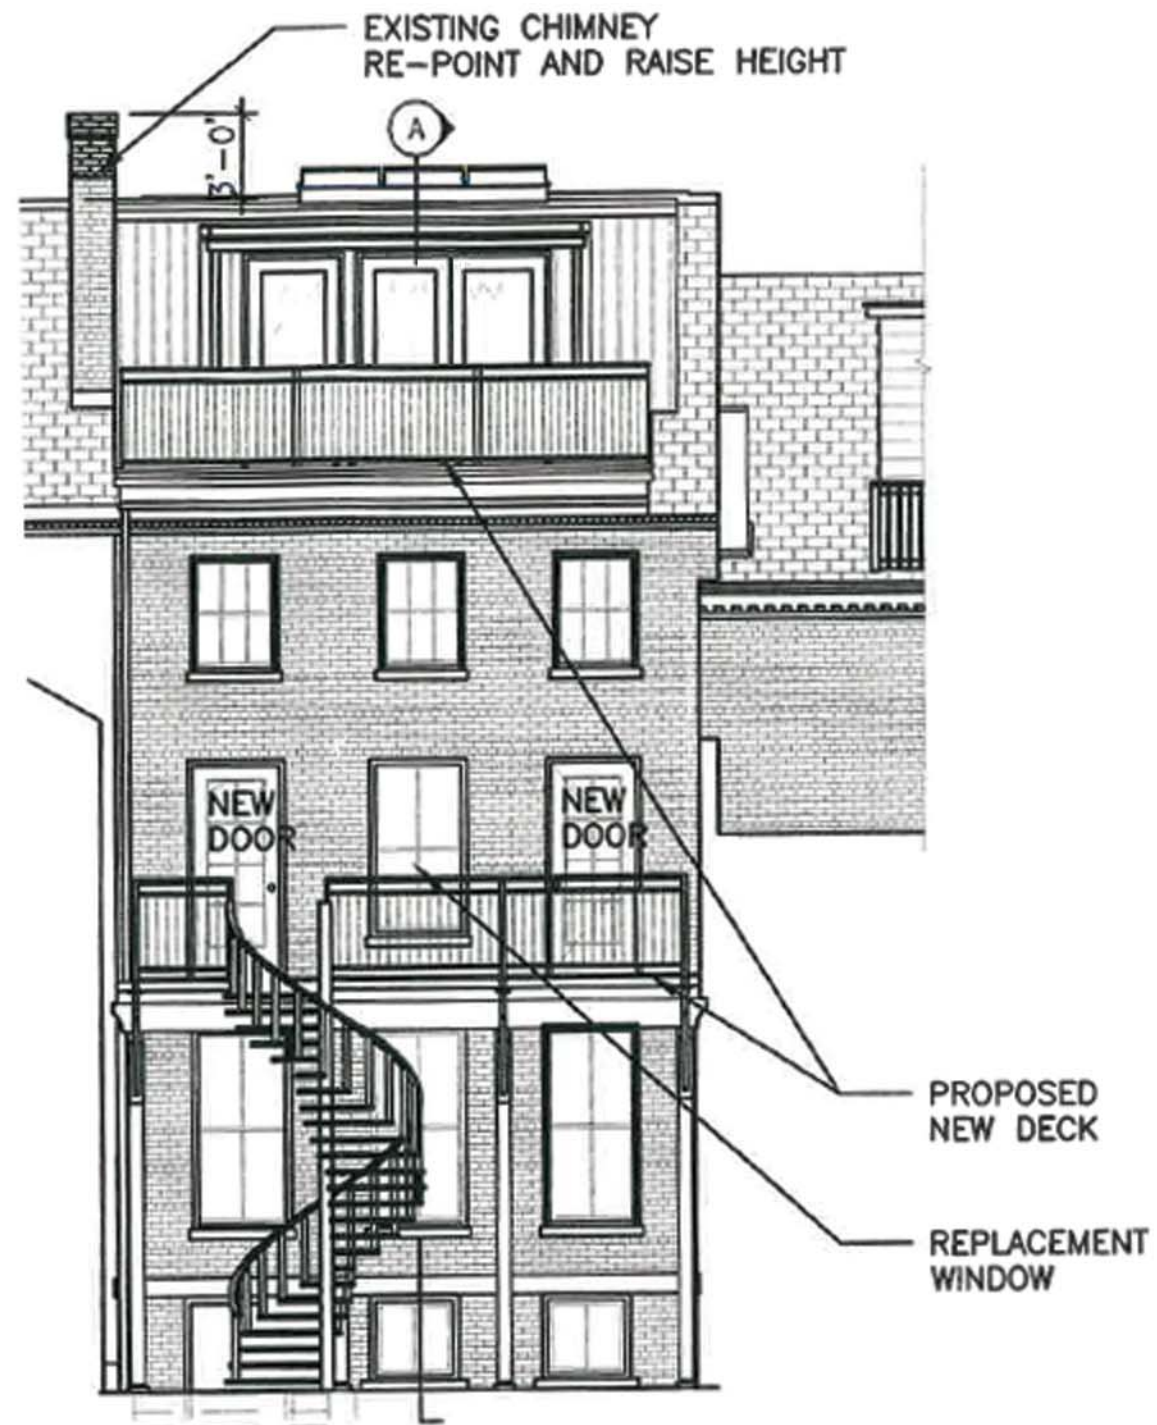 EXISTING CHIMNEY
RE-POINT AND RAISE HEIGHT
3'-0"
A
NEW
DOOR
NEW
DOOR
PROPOSED
NEW DECK
REPLACEMENT
WINDOW